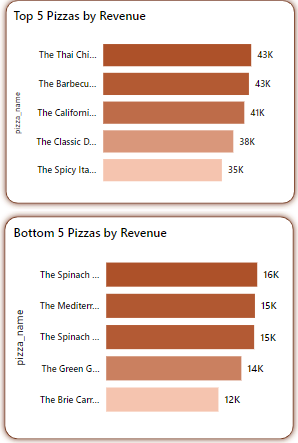 Top 5 Pizzas by Revenue
pizza_name
The Thai Chi... 43K
The Barbecu... 43K
The Californi... 41K
The Classic D... 38K
The Spicy Ita... 35K
Bottom 5 Pizzas by Revenue
pizza_name
The Spinach ... 16K
The Mediterr... 15K
The Spinach ... 15K
The Green G... 14K
The Brie Carr... 12K